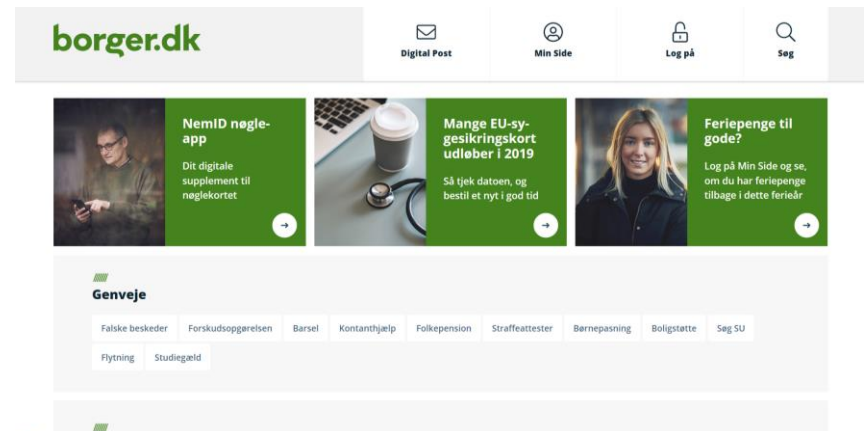 borger.dk
Digital Post
Min Side
Log på
Søg
NemID nøgle-
app
Dit digitale
supplement til
nøglekortet
Mange EU-sy-
gesikringskort
udløber i 2019
Så tjek datoen, og
bestil et nyt i god tid
Feriepenge til
gode?
Log på Min Side og se,
om du har feriepenge
tilbage i dette ferieår
Genveje
Falske beskeder Forskudsopgørelsen Barsel Kontanthjælp Folkepension Straffeattester Børnepasning Boligstøtte Søg SU
Flytning Studiegæld